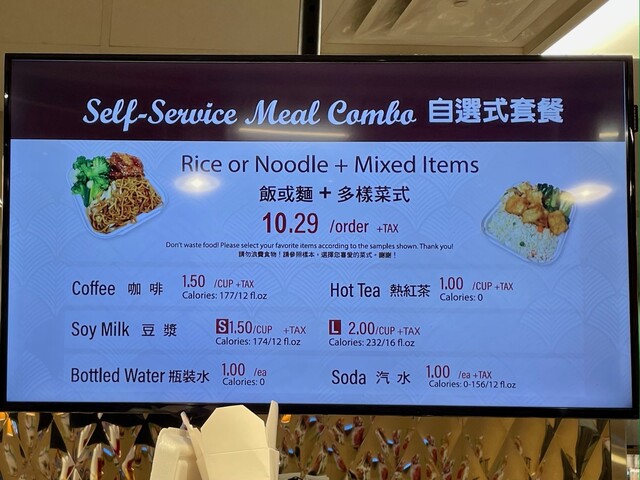 Self-Service Meal Combo 自選式套餐
Rice or Noodle + Mixed Items
飯或麵 + 多樣菜式
10.29 /order +TAX
Don't waste food! Please select your favorite items according to the samples shown. Thank you!
請勿浪費食物！請參照樣本，選擇您喜愛的菜式。謝謝！
Coffee 咖啡 1.50 /CUP +TAX
Calories: 177/12 fl.oz
Hot Tea 熱紅茶 1.00 /CUP +TAX
Calories: 0
Soy Milk 豆漿 S 1.50/CUP +TAX
Calories: 174/12 fl.oz
L 2.00/CUP +TAX
Calories: 232/16 fl.oz
Bottled Water 瓶裝水 1.00 /ea
Calories: 0
Soda 汽水 1.00 /ea +TAX
Calories: 0-156/12 fl.oz